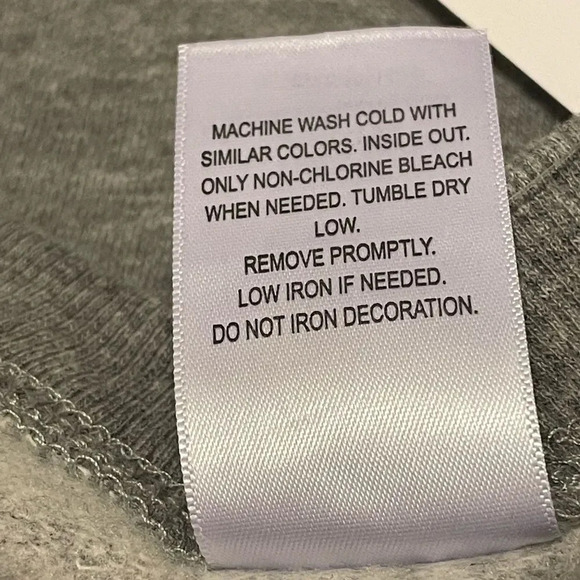 MACHINE WASH COLD WITH
SIMILAR COLORS. INSIDE OUT.
ONLY NON-CHLORINE BLEACH
WHEN NEEDED. TUMBLE DRY
LOW.
REMOVE PROMPTLY.
LOW IRON IF NEEDED.
DO NOT IRON DECORATION.